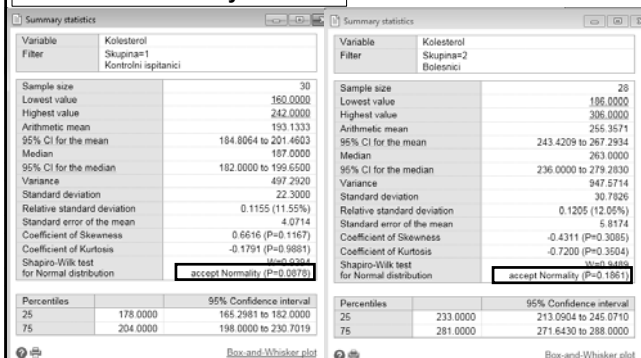 Summary statistics
Variable Kolesterol
Filter Skupina=1
Kontrolni ispitanici
Sample size 30
Lowest value 160.0000
Highest value 242.0000
Arithmetic mean 193.1333
95% CI for the mean 184.8064 to 201.4603
Median 187.0000
95% CI for the median 182.0000 to 199.6500
Variance 497.2920
Standard deviation 22.3000
Relative standard deviation 0.1155 (11.55%)
Standard error of the mean 4.0714
Coefficient of Skewness 0.6616 (P=0.1167)
Coefficient of Kurtosis -0.1791 (P=0.9881)
Shapiro-Wilk test W=0.9394
for Normal distribution accept Normality (P=0.0878)
Percentiles 95% Confidence interval
25 178.0000 165.2981 to 182.0000
75 204.0000 198.0000 to 230.7019
Box-and-Whisker plot
Summary statistics
Variable Kolesterol
Filter Skupina=2
Bolesnici
Sample size 28
Lowest value 186.0000
Highest value 306.0000
Arithmetic mean 255.3571
95% CI for the mean 243.4209 to 267.2934
Median 263.0000
95% CI for the median 236.0000 to 279.2830
Variance 947.5714
Standard deviation 30.7826
Relative standard deviation 0.1205 (12.05%)
Standard error of the mean 5.8174
Coefficient of Skewness -0.4311 (P=0.3085)
Coefficient of Kurtosis -0.7200 (P=0.3504)
Shapiro-Wilk test W=0.9489
for Normal distribution accept Normality (P=0.1861)
Percentiles 95% Confidence interval
25 233.0000 213.0904 to 245.0710
75 281.0000 271.6430 to 288.0000
Box-and-Whisker plot